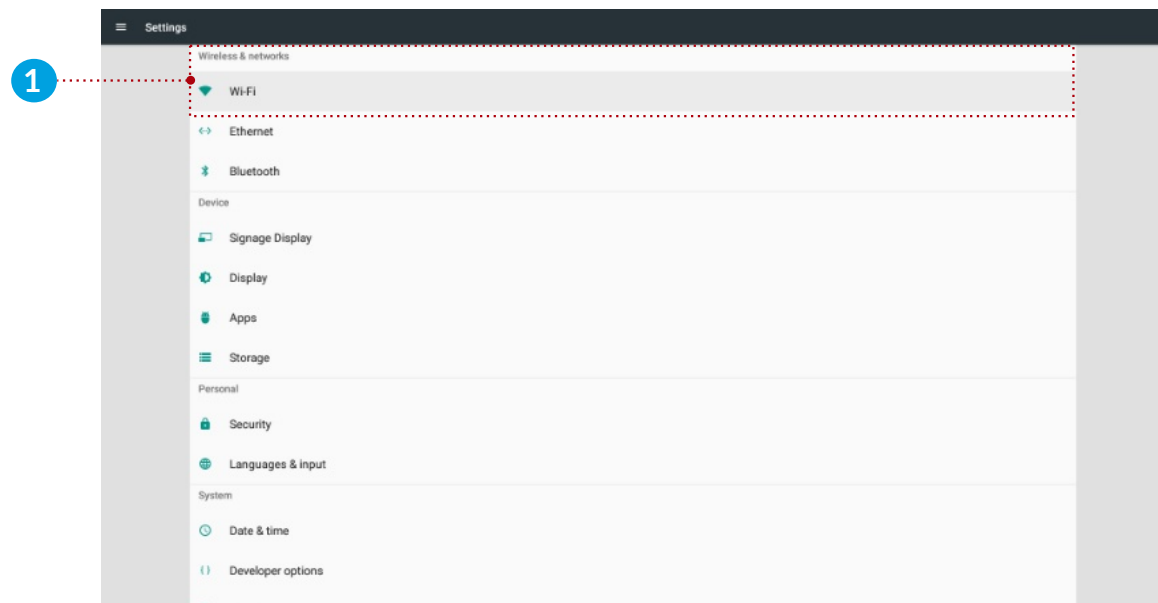 Settings
Wireless & networks
1
Wi-Fi
Ethernet
Bluetooth
Device
Signage Display
Display
Apps
Storage
Personal
Security
Languages & input
System
Date & time
Developer options